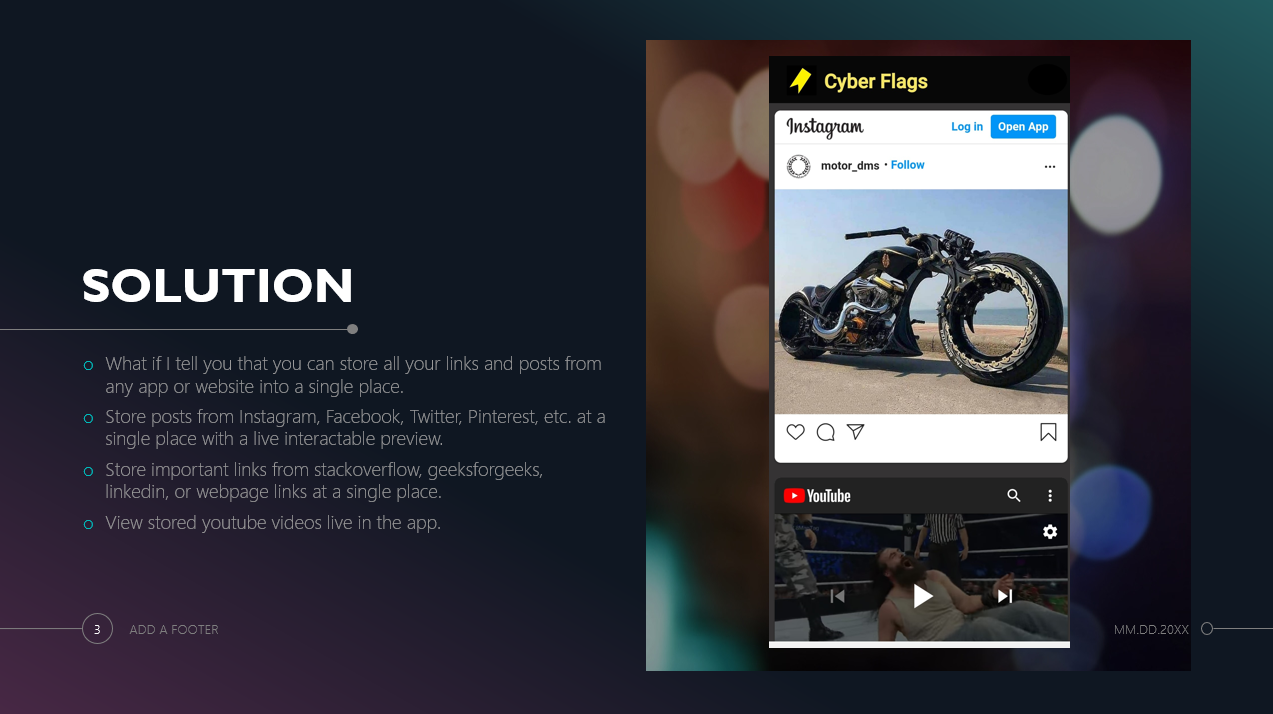 SOLUTION
What if I tell you that you can store all your links and posts from
any app or website into a single place.
Store posts from Instagram, Facebook, Twitter, Pinterest, etc. at a
single place with a live interactable preview.
Store important links from stackoverflow, geeksforgeeks,
linkedin, or webpage links at a single place.
View stored youtube videos live in the app.
3 ADD A FOOTER
Cyber Flags
Instagram Log in Open App
motor_dms • Follow
YouTube
MM.DD.20XX